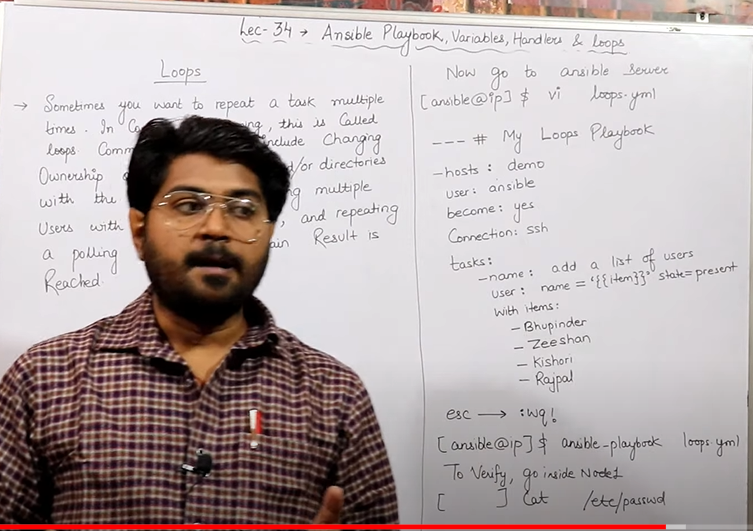 Lec-34 → Ansible Playbook, Variables, Handlers & loops
Loops
→ Sometimes you want to repeat a task multiple
times. In Co ing, this is Called
loops. Comm include Changing
Ownership d/or directories
with the multiple
Users with , and repeating
a polling Result is
Reached.
Now go to ansible server
[ansible@ip] $ vi loops.yml
--- # My Loops Playbook
- hosts : demo
user: ansible
become: yes
Connection: ssh
tasks:
- name: add a list of users
user: name = '{{item}}' state=present
with items:
- Bhupinder
- Zeeshan
- Kishori
- Rajpal
esc → :wq!
[ansible@ip] $ ansible-playbook loops.yml
To Verify, go inside Node1
[ ] Cat /etc/passwd